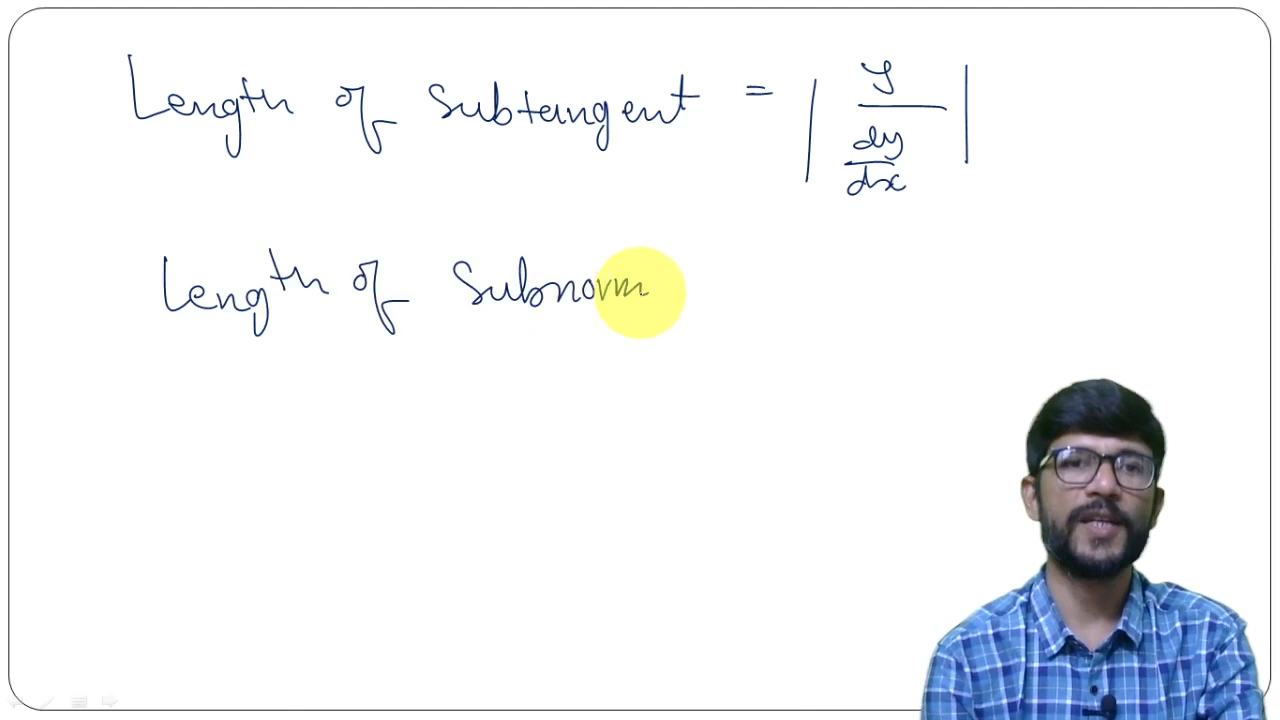 Length of Subtangent = | y / (dy/dx) |
Length of Subnorm